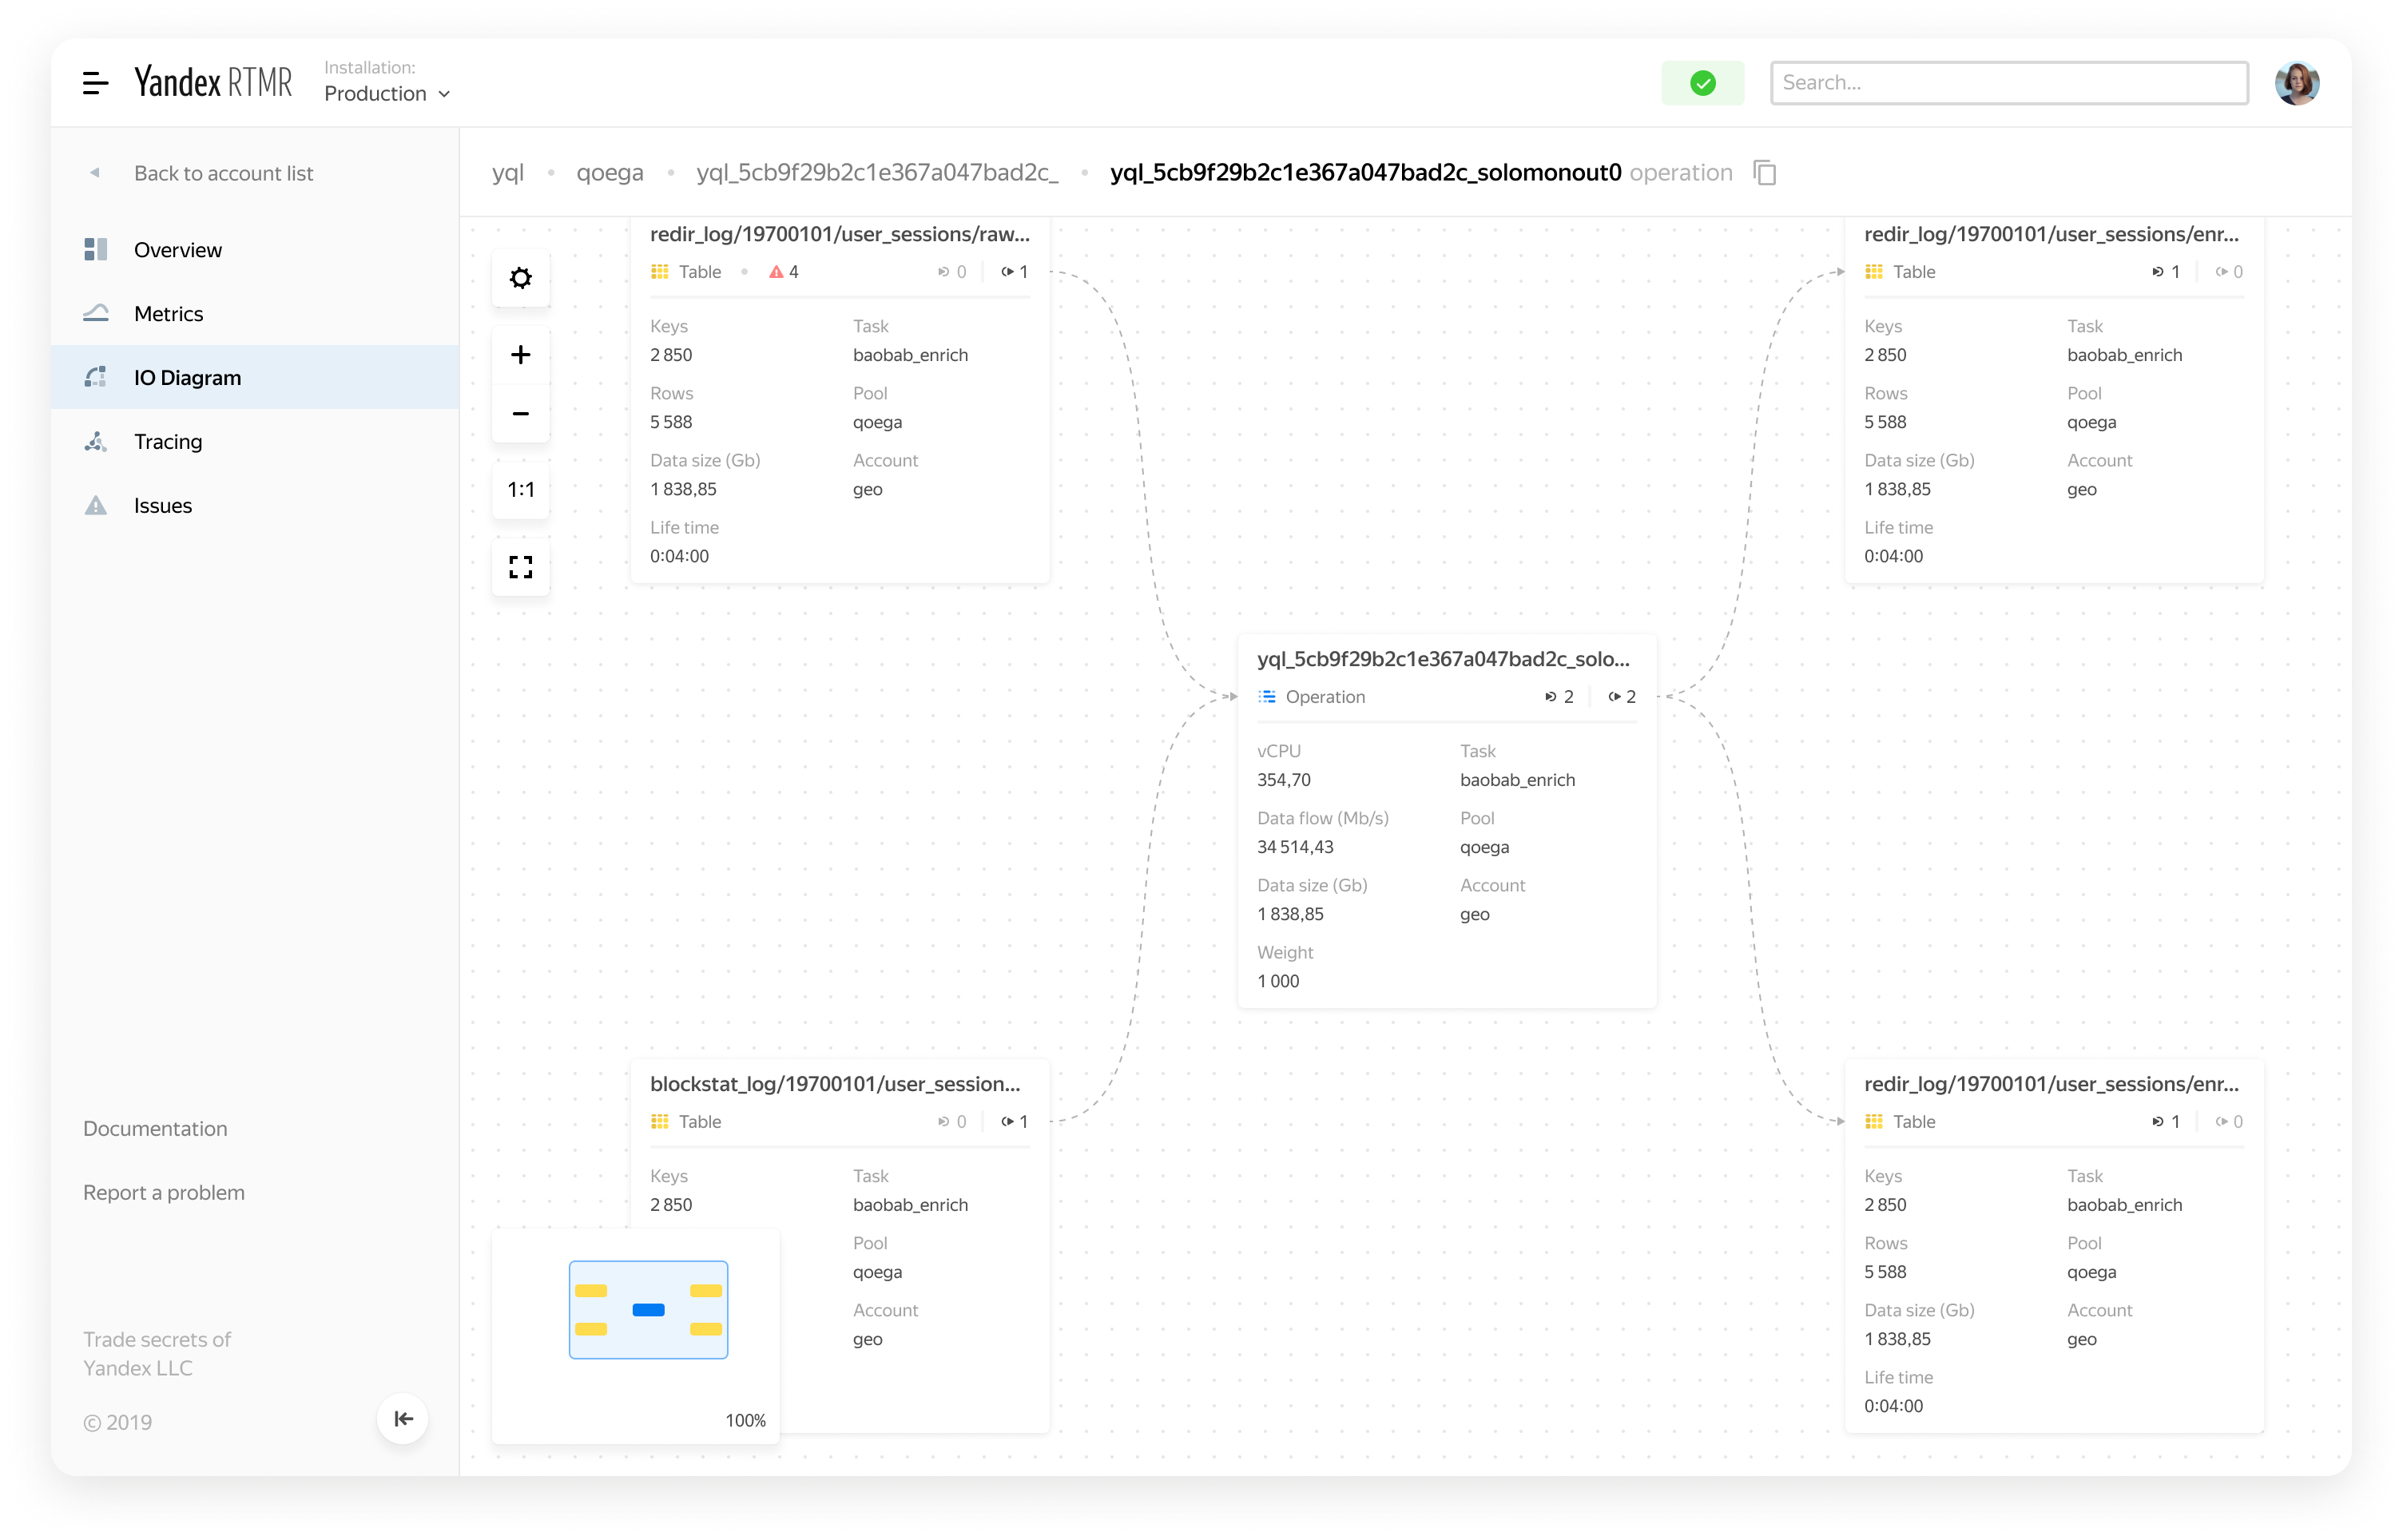 Yandex RTMR
Installation:
Production
Search...
Back to account list
Overview
Metrics
IO Diagram
Tracing
Issues
Documentation
Report a problem
Trade secrets of
Yandex LLC
© 2019
yql • qoega • yql_5cb9f29b2c1e367a047bad2c_ • yql_5cb9f29b2c1e367a047bad2c_solomonout0 operation
1:1
redir_log/19700101/user_sessions/raw...
Table • 4 0 1
Keys Task
2 850 baobab_enrich
Rows Pool
5 588 qoega
Data size (Gb) Account
1 838,85 geo
Life time
0:04:00
blockstat_log/19700101/user_session...
Table 0 1
Keys Task
2 850 baobab_enrich
Pool
qoega
Account
geo
100%
yql_5cb9f29b2c1e367a047bad2c_solo...
Operation 2 2
vCPU Task
354,70 baobab_enrich
Data flow (Mb/s) Pool
34 514,43 qoega
Data size (Gb) Account
1 838,85 geo
Weight
1 000
redir_log/19700101/user_sessions/enr...
Table 1 0
Keys Task
2 850 baobab_enrich
Rows Pool
5 588 qoega
Data size (Gb) Account
1 838,85 geo
Life time
0:04:00
redir_log/19700101/user_sessions/enr...
Table 1 0
Keys Task
2 850 baobab_enrich
Rows Pool
5 588 qoega
Data size (Gb) Account
1 838,85 geo
Life time
0:04:00